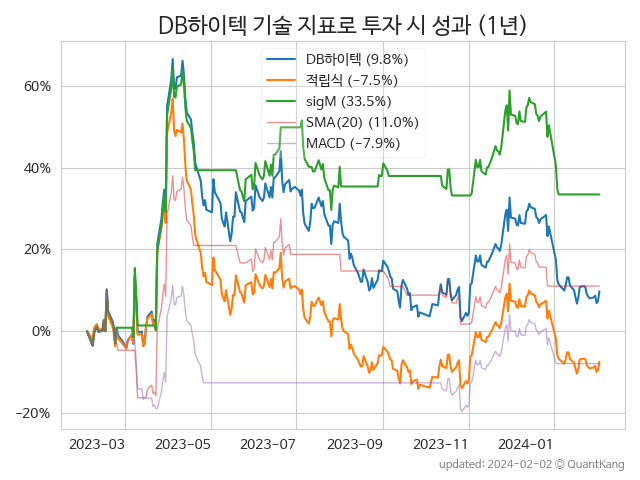 DB하이텍 기술 지표로 투자 시 성과 (1년)
DB하이텍 (9.8%)
적립식 (−7.5%)
sigM (33.5%)
SMA(20) (11.0%)
MACD (−7.9%)
60%
40%
20%
0%
−20%
2023-03 2023-05 2023-07 2023-09 2023-11 2024-01
updated: 2024-02-02 © QuantKang